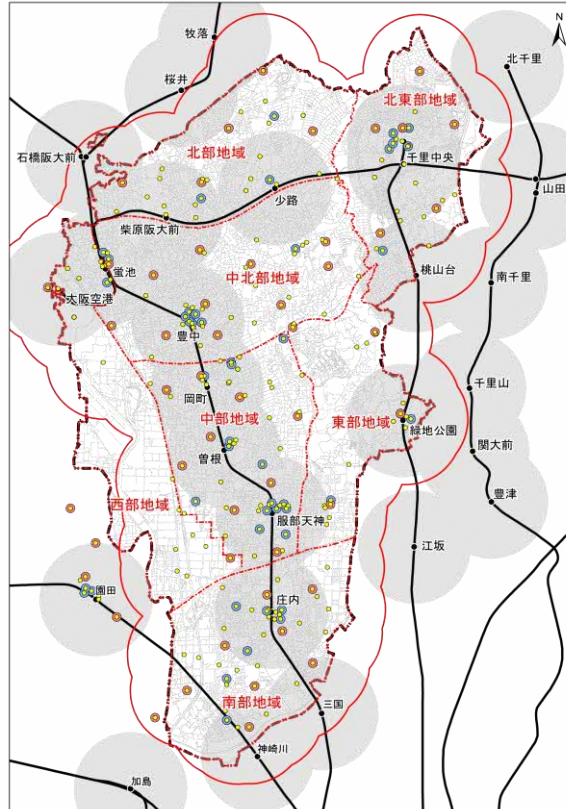 N
牧落
北千里
桜井
北東部地域
石橋阪大前
北部地域
千里中央
山田
少路
柴原阪大前
蛍池
中北部地域
桃山台
南千里
大阪空港
豊中
岡町
千里山
中部地域
東部地域
緑地公園
曽根
関大前
西部地域
豊津
服部天神
江坂
園田
庄内
南部地域
三国
神崎川
加島